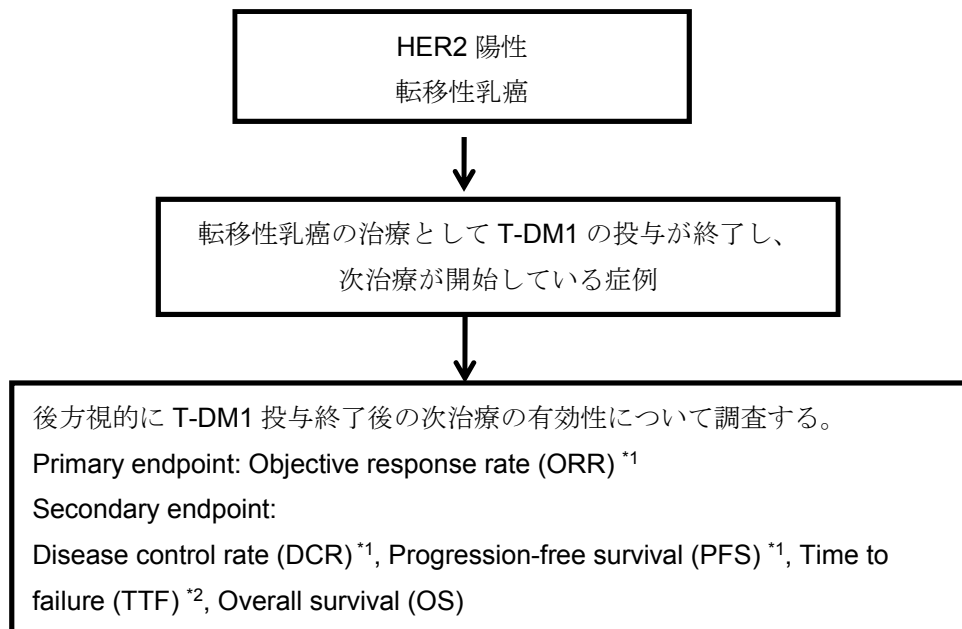 HER2 陽性
転移性乳癌
転移性乳癌の治療として T-DM1 の投与が終了し、
次治療が開始している症例
後方視的に T-DM1 投与終了後の次治療の有効性について調査する。
Primary endpoint: Objective response rate (ORR) *1
Secondary endpoint:
Disease control rate (DCR) *1, Progression-free survival (PFS) *1, Time to
failure (TTF) *2, Overall survival (OS)